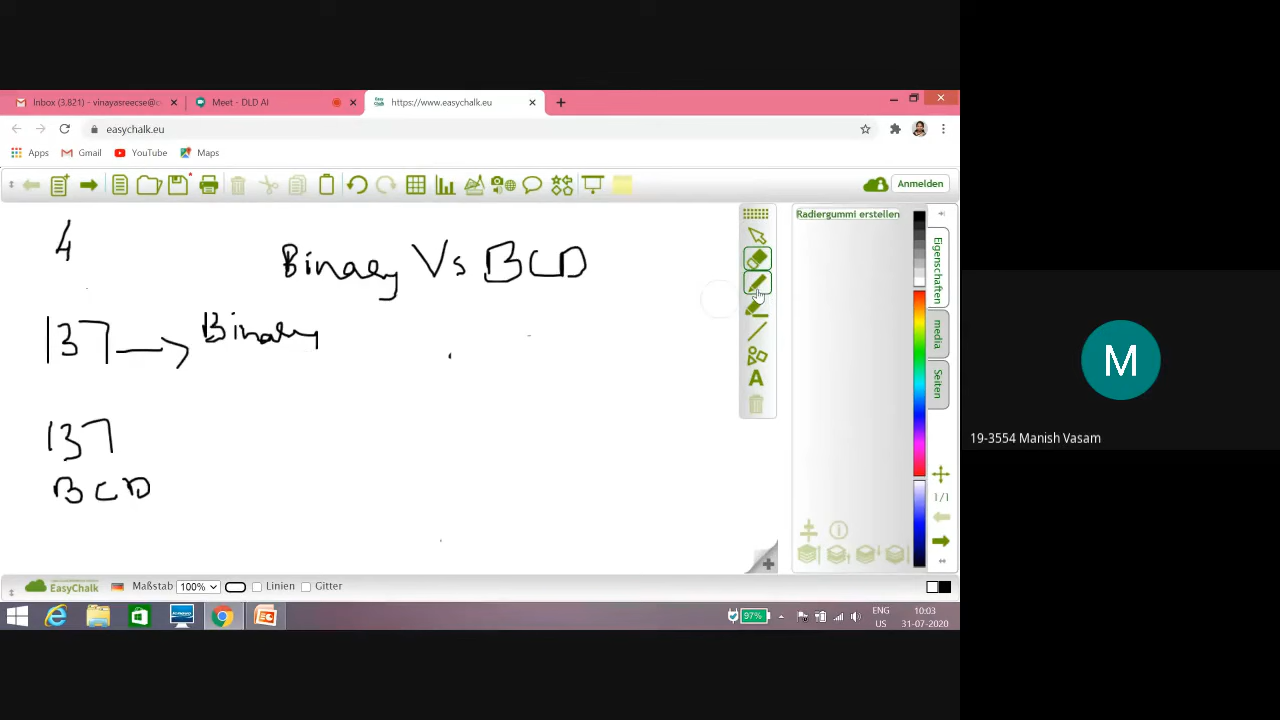 Inbox (3.821) - vinayasreecse@c
Meet - DLD AI
https://www.easychalk.eu
easychalk.eu
Apps
Gmail
YouTube
Maps
Anmelden
4
Binary Vs BCD
137 → Binary
137
BCD
A
Radiergummi erstellen
Eigenschaften
media
Seiten
1/1
EasyChalk
Maßstab
100%
Linien
Gitter
97%
ENG
US
10:03
31-07-2020
M
19-3554 Manish Vasam